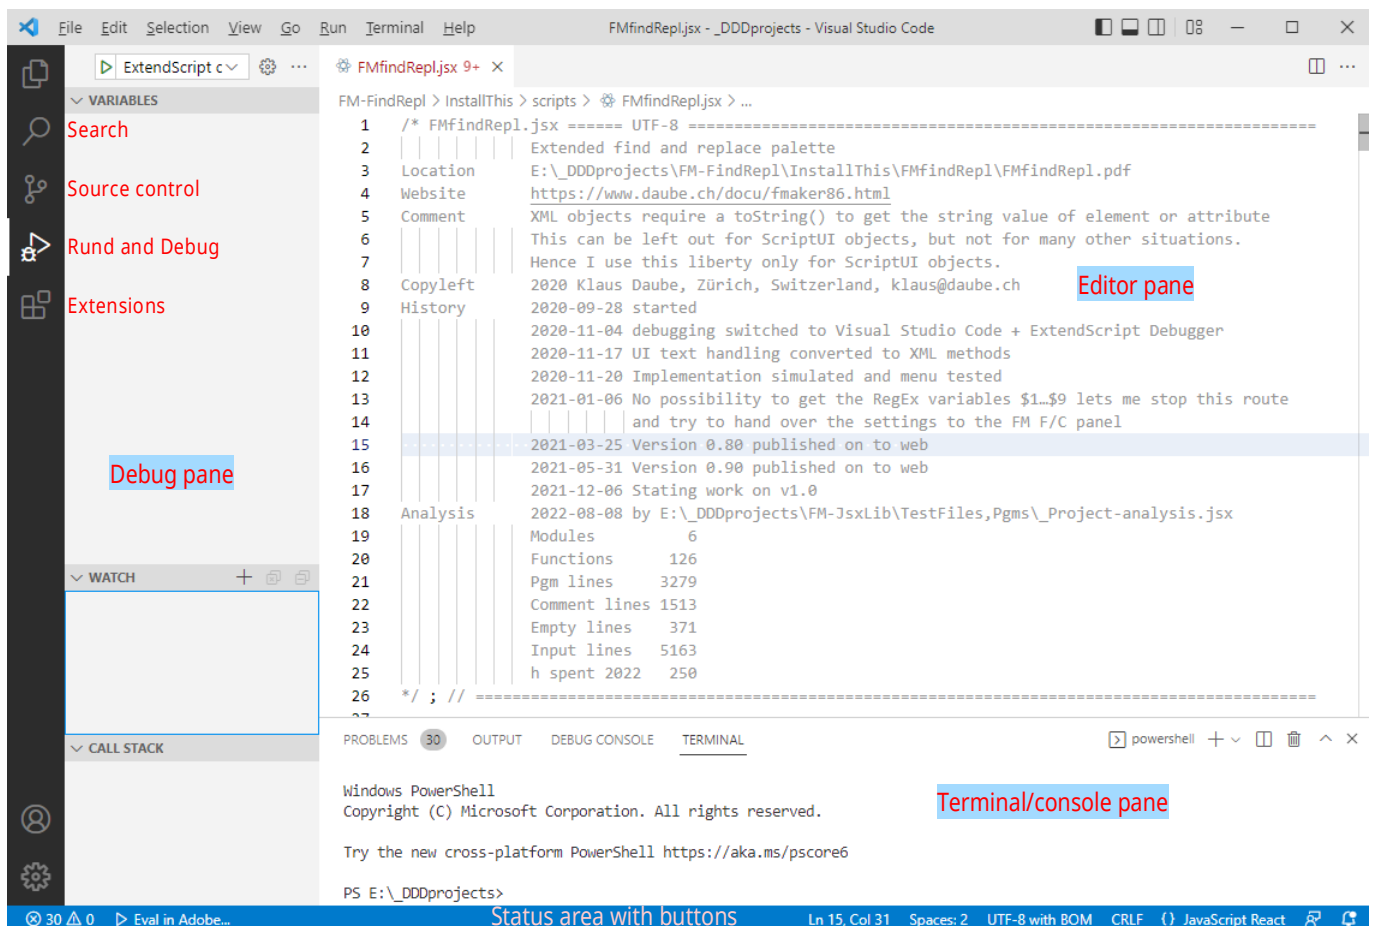 File Edit Selection View Go Run Terminal Help FMfindRepl.jsx - _DDDprojects - Visual Studio Code
ExtendScript c
FMfindRepl.jsx 9+
VARIABLES
Search
Source control
Rund and Debug
Extensions
Debug pane
WATCH
CALL STACK
FM-FindRepl > InstallThis > scripts > FMfindRepl.jsx > ...
1 /* FMfindRepl.jsx ====== UTF-8 ====================================================================
2 Extended find and replace palette
3 Location E:\_DDDprojects\FM-FindRepl\InstallThis\FMfindRepl\FMfindRepl.pdf
4 Website https://www.daube.ch/docu/fmaker86.html
5 Comment XML objects require a toString() to get the string value of element or attribute
6 This can be left out for ScriptUI objects, but not for many other situations.
7 Hence I use this liberty only for ScriptUI objects.
8 Copyleft 2020 Klaus Daube, Zürich, Switzerland, klaus@daube.ch
9 History 2020-09-28 started
10 2020-11-04 debugging switched to Visual Studio Code + ExtendScript Debugger
11 2020-11-17 UI text handling converted to XML methods
12 2020-11-20 Implementation simulated and menu tested
13 2021-01-06 No possibility to get the RegEx variables $1…$9 lets me stop this route
14 and try to hand over the settings to the FM F/C panel
15 2021-03-25 Version 0.80 published on to web
16 2021-05-31 Version 0.90 published on to web
17 2021-12-06 Stating work on v1.0
18 Analysis 2022-08-08 by E:\_DDDprojects\FM-JsxLib\TestFiles,Pgms\_Project-analysis.jsx
19 Modules 6
20 Functions 126
21 Pgm lines 3279
22 Comment lines 1513
23 Empty lines 371
24 Input lines 5163
25 h spent 2022 250
26 */ ; // ===========================================================================================
27
Editor pane
PROBLEMS 30 OUTPUT DEBUG CONSOLE TERMINAL powershell
Windows PowerShell
Copyright (C) Microsoft Corporation. All rights reserved.
Try the new cross-platform PowerShell https://aka.ms/pscore6
PS E:\_DDDprojects>
Terminal/console pane
30 0 Eval in Adobe... Status area with buttons Ln 15, Col 31 Spaces: 2 UTF-8 with BOM CRLF {} JavaScript React